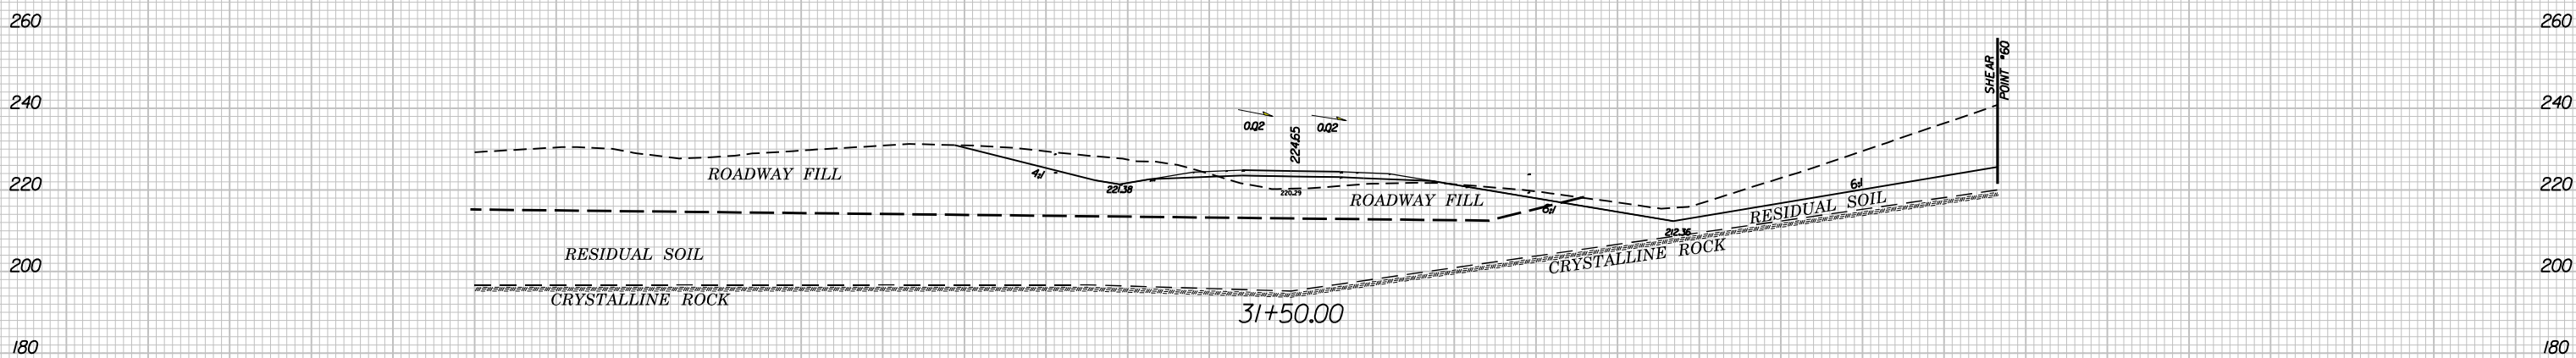 260 260
SHEAR
POINT *60
240 240
0.02 0.02
224.65
ROADWAY FILL
4:1
221.38
220.29
220 220
6:1
ROADWAY FILL
6:1
RESIDUAL SOIL
212.36
RESIDUAL SOIL
CRYSTALLINE ROCK
200 200
CRYSTALLINE ROCK
31+50.00
180 180